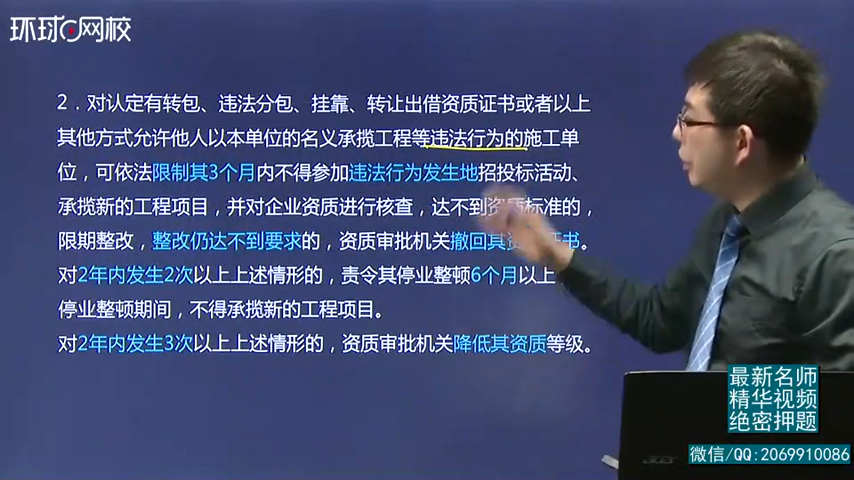 环球网校
2．对认定有转包、违法分包、挂靠、转让出借资质证书或者以上
其他方式允许他人以本单位的名义承揽工程等违法行为的施工单
位，可依法限制其3个月内不得参加违法行为发生地招投标活动、
承揽新的工程项目，并对企业资质进行核查，达不到资质标准的，
限期整改，整改仍达不到要求的，资质审批机关撤回其资 证书。
对2年内发生2次以上上述情形的，责令其停业整顿6个月以上
停业整顿期间，不得承揽新的工程项目。
对2年内发生3次以上上述情形的，资质审批机关降低其资质等级。
最新名师
精华视频
绝密押题
acer
微信/QQ:2069910086